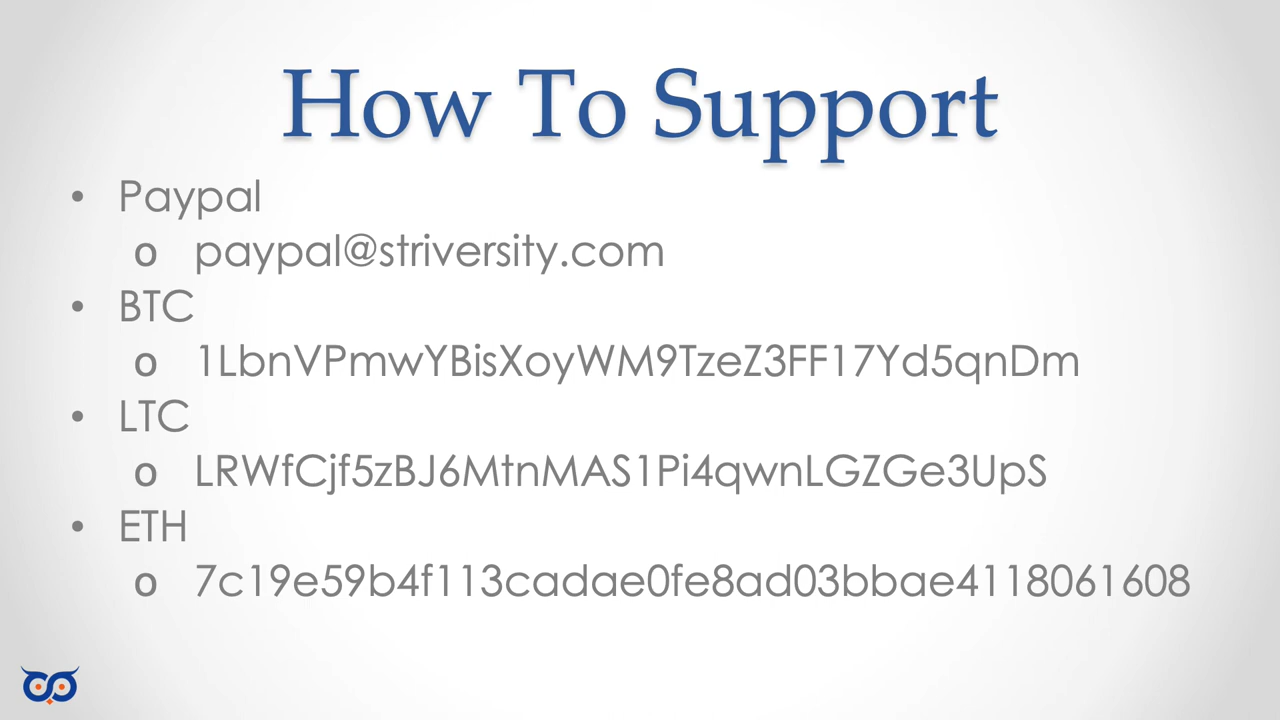 How To Support
• Paypal
o paypal@striversity.com
• BTC
o 1LbnVPmwYBisXoyWM9TzeZ3FF17Yd5qnDm
• LTC
o LRWfCjf5zBJ6MtnMAS1Pi4qwnLGZGe3UpS
• ETH
o 7c19e59b4f113cadae0fe8ad03bbae4118061608